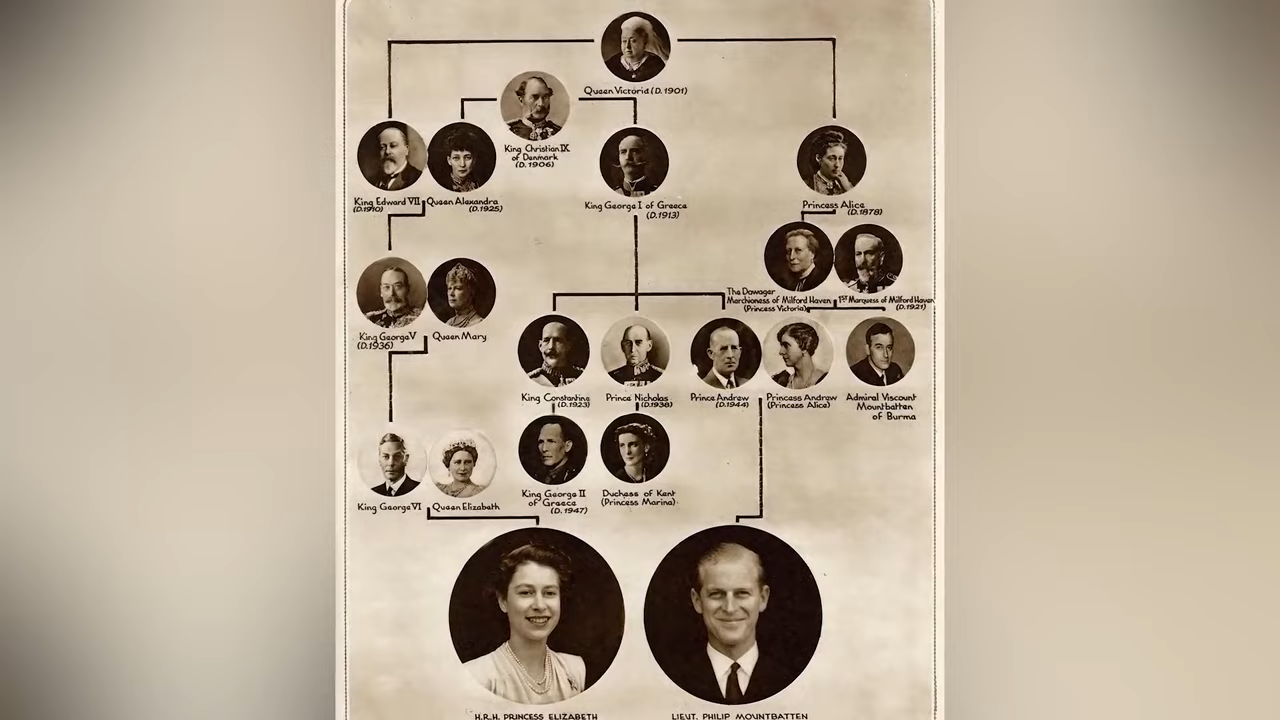 Queen Victoria (D. 1901)
King Christian IX
of Denmark
(D. 1906)
King Edward VII
(D. 1910)
Queen Alexandra
(D. 1925)
King George I of Greece
(D. 1913)
Princess Alice
(D. 1878)
The Dowager
Marchioness of Milford Haven
(Princess Victoria)
1ST Marquess of Milford Haven
(D. 1921)
King George V
(D. 1936)
Queen Mary
King Constantine
(D. 1923)
Prince Nicholas
(D. 1938)
Prince Andrew
(D. 1944)
Princess Andrew
(Princess Alice)
Admiral Viscount
Mountbatten
of Burma
King George VI
Queen Elizabeth
King George II
of Greece
(D. 1947)
Duchess of Kent
(Princess Marina)
H.R.H. PRINCESS ELIZABETH
LIEUT. PHILIP MOUNTBATTEN